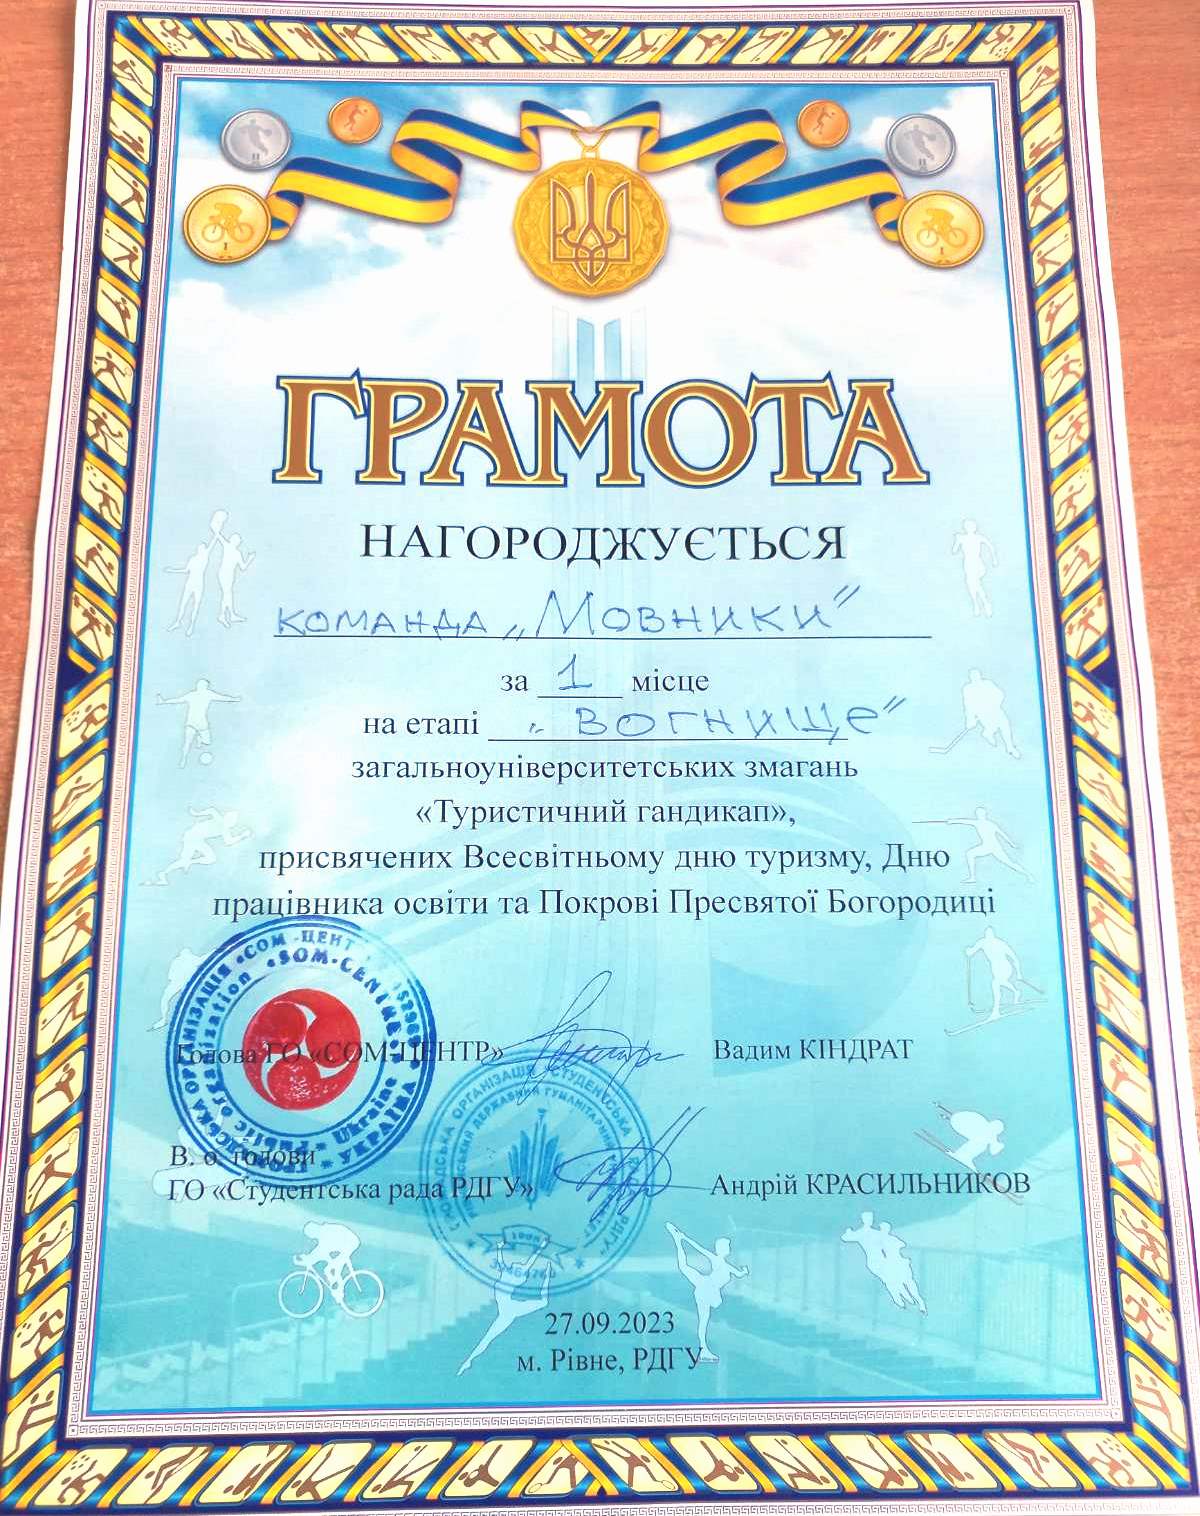 ГРАМОТА
НАГОРОДЖУЄТЬСЯ
команда „Мовники”
за 1 місце
на етапі „Вогнище”
загальноуніверситетських змагань
«Туристичний гандикап»,
присвячених Всесвітньому дню туризму, Дню
працівника освіти та Покрові Пресвятої Богородиці
Голова ГО «СОМ-ЦЕНТР» Вадим КІНДРАТ
В. о. голови
ГО «Студентська рада РДГУ» Андрій КРАСИЛЬНИКОВ
27.09.2023
м. Рівне, РДГУ